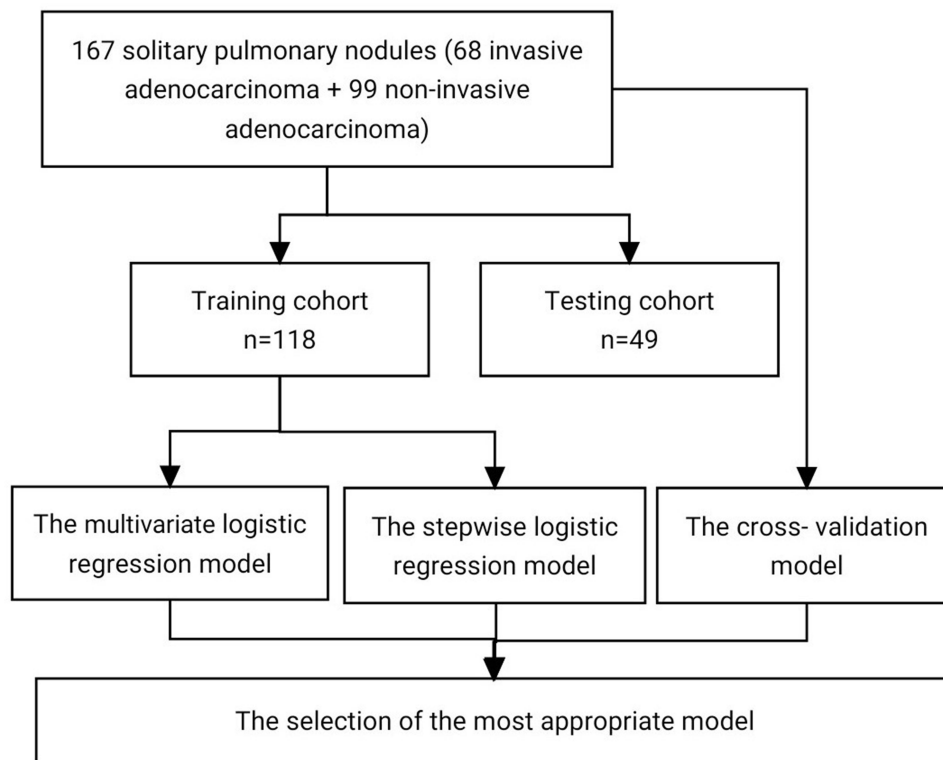 167 solitary pulmonary nodules (68 invasive
adenocarcinoma + 99 non-invasive
adenocarcinoma)
Training cohort
n=118
Testing cohort
n=49
The multivariate logistic
regression model
The stepwise logistic
regression model
The cross- validation
model
The selection of the most appropriate model